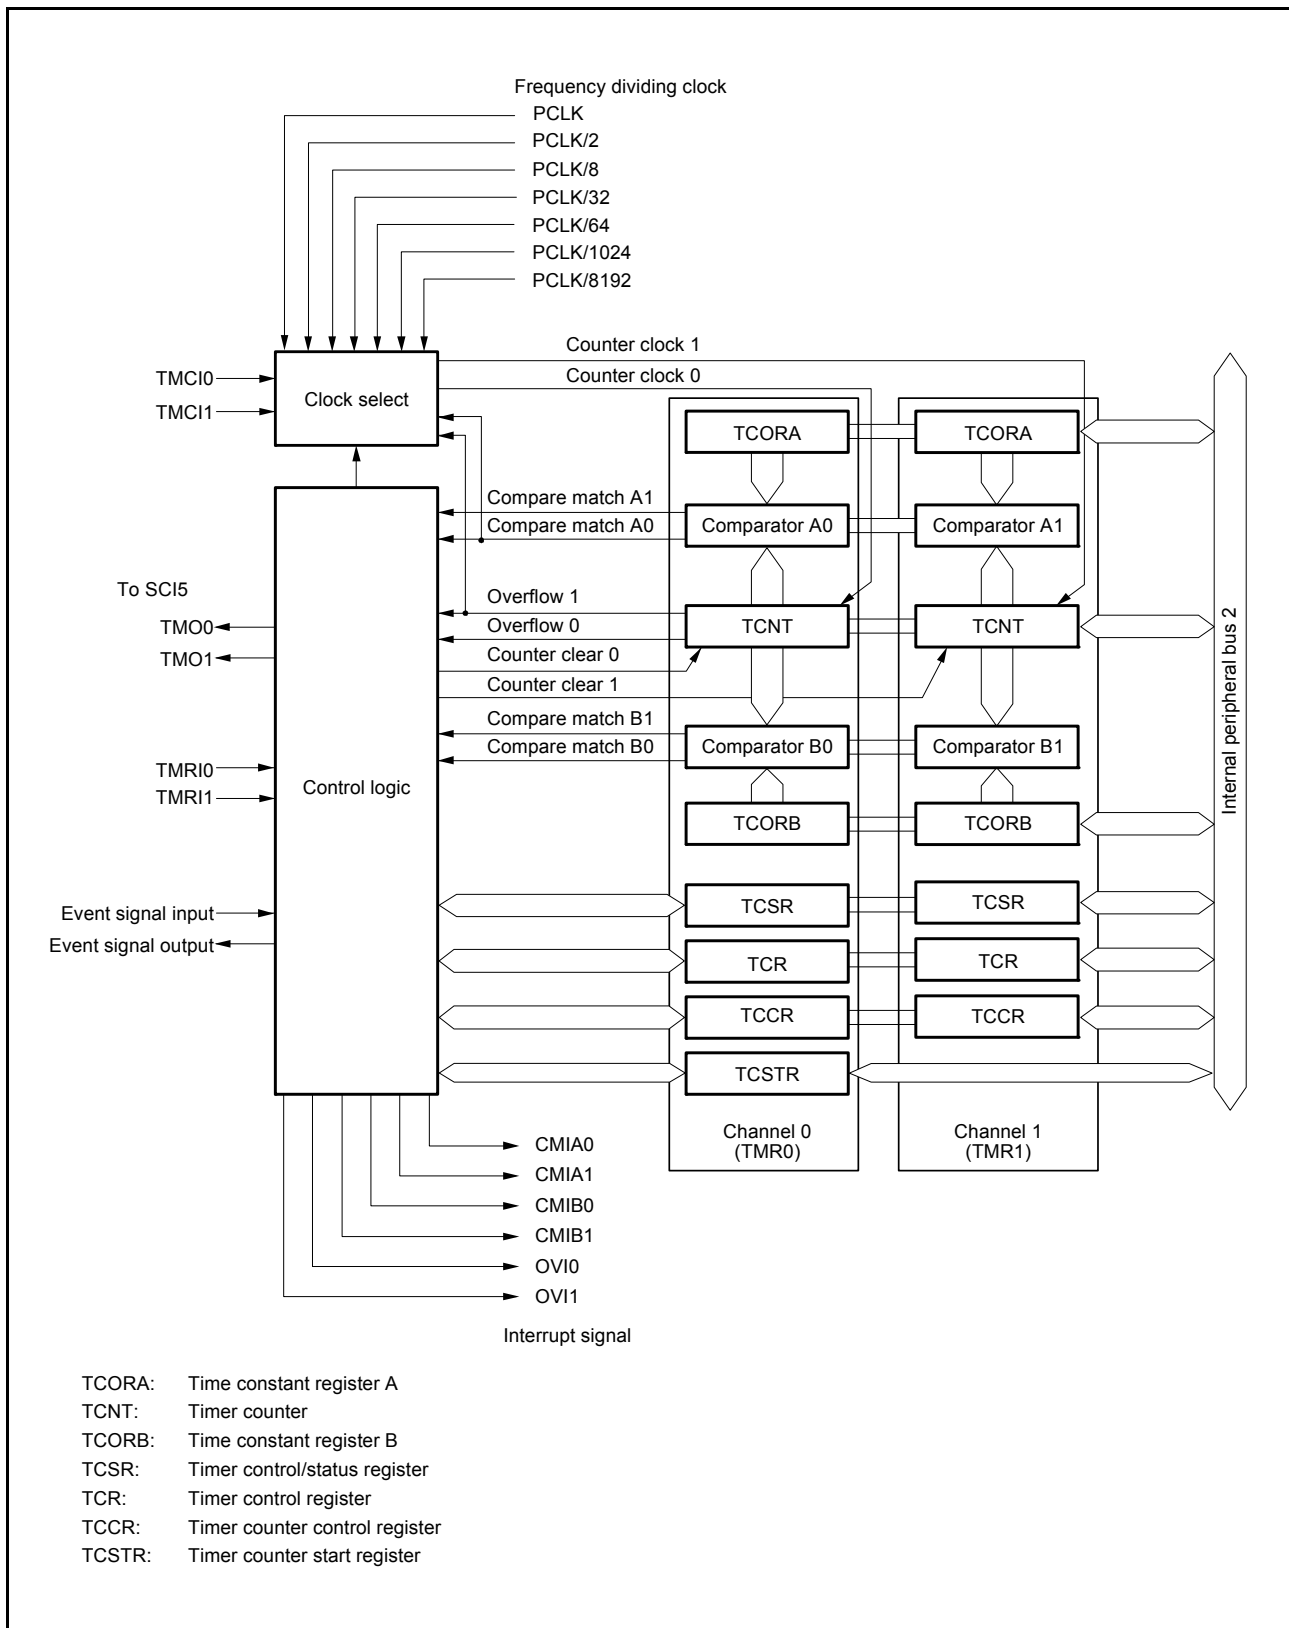 Frequency dividing clock
PCLK
PCLK/2
PCLK/8
PCLK/32
PCLK/64
PCLK/1024
PCLK/8192
Counter clock 1
Counter clock 0
TMCI0
TMCI1
Clock select
TCORA
TCORA
Compare match A1
Compare match A0
Comparator A0
Comparator A1
To SCI5
TMO0
TMO1
Overflow 1
Overflow 0
Counter clear 0
Counter clear 1
TCNT
TCNT
Internal peripheral bus 2
Compare match B1
Compare match B0
Comparator B0
Comparator B1
TMRI0
TMRI1
Control logic
TCORB
TCORB
Event signal input
Event signal output
TCSR
TCSR
TCR
TCR
TCCR
TCCR
TCSTR
Channel 0
(TMR0)
Channel 1
(TMR1)
CMIA0
CMIA1
CMIB0
CMIB1
OVI0
OVI1
Interrupt signal
TCORA: Time constant register A
TCNT: Timer counter
TCORB: Time constant register B
TCSR: Timer control/status register
TCR: Timer control register
TCCR: Timer counter control register
TCSTR: Timer counter start register